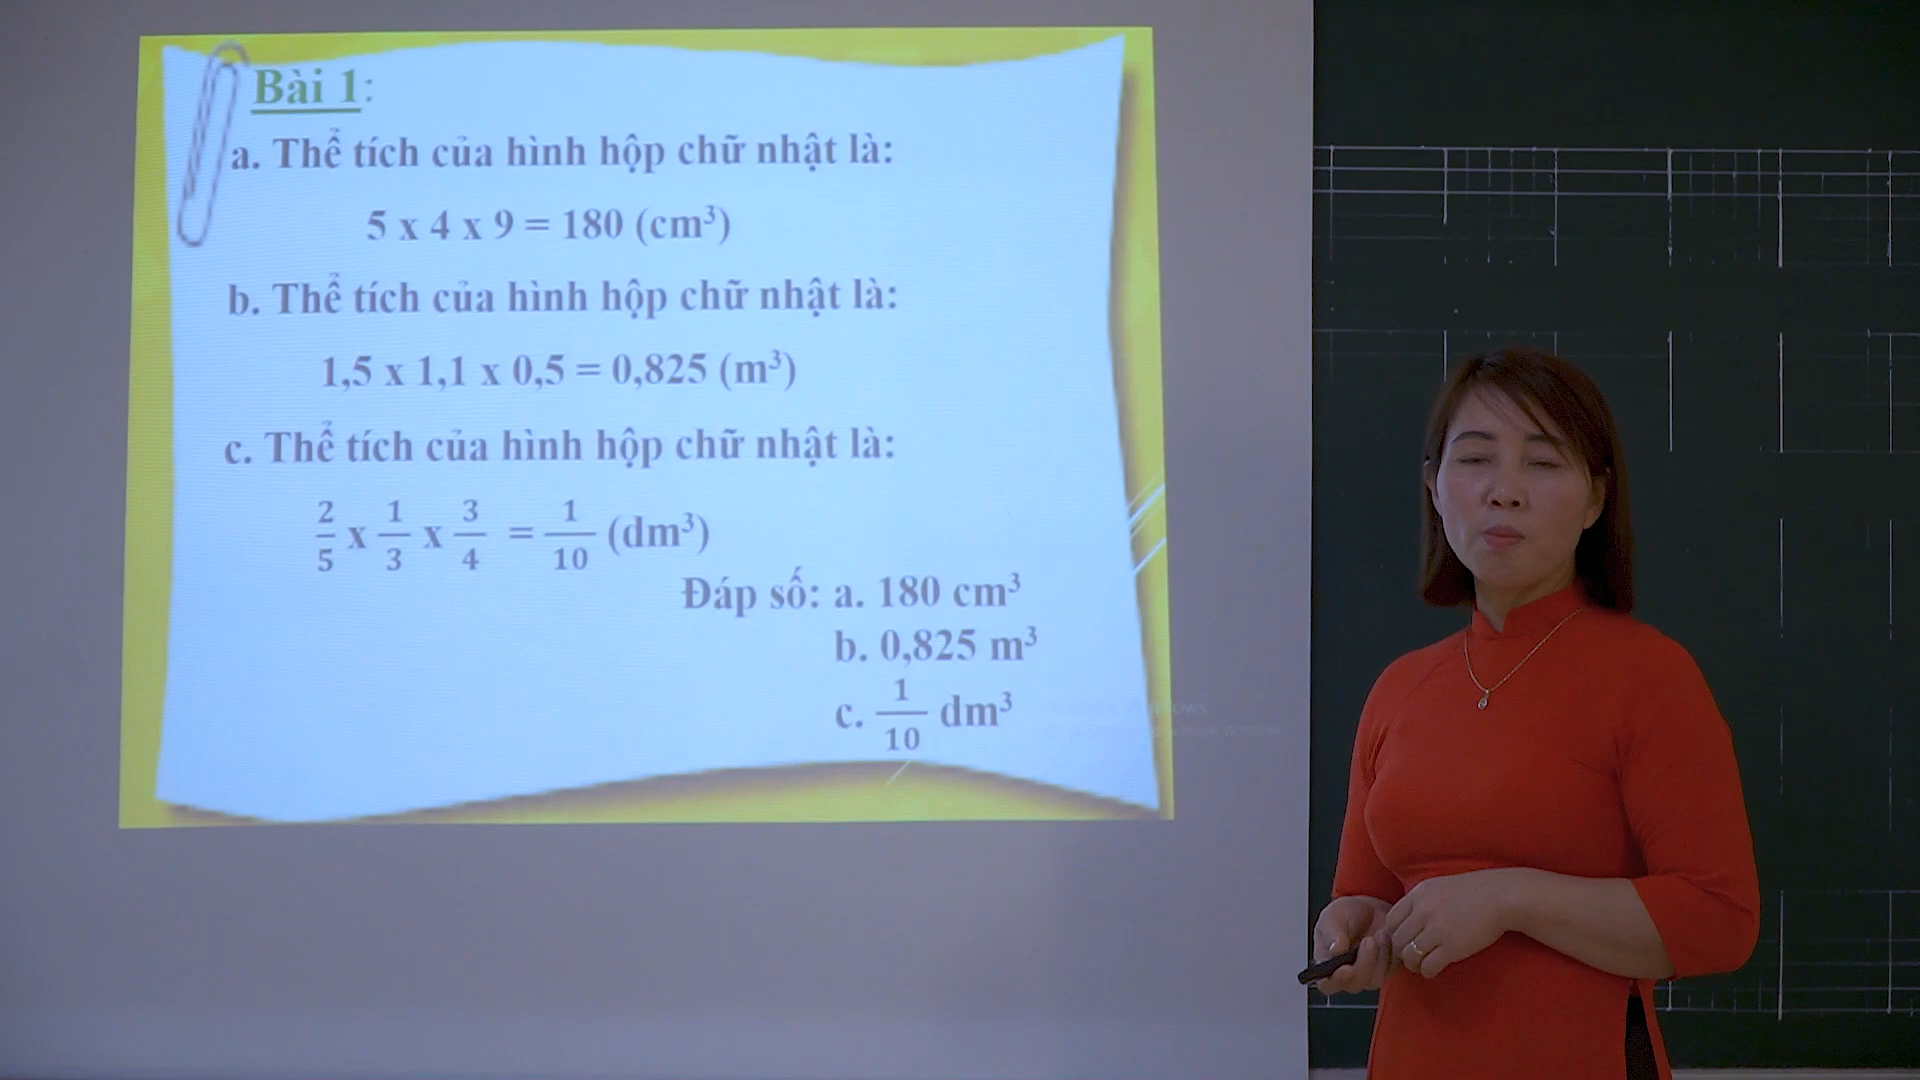 Bài 1:
a. Thể tích của hình hộp chữ nhật là:
5 x 4 x 9 = 180 (cm³)
b. Thể tích của hình hộp chữ nhật là:
1,5 x 1,1 x 0,5 = 0,825 (m³)
c. Thể tích của hình hộp chữ nhật là:
2/5 x 1/3 x 3/4 = 1/10 (dm³)
Đáp số: a. 180 cm³
b. 0,825 m³
c. 1/10 dm³